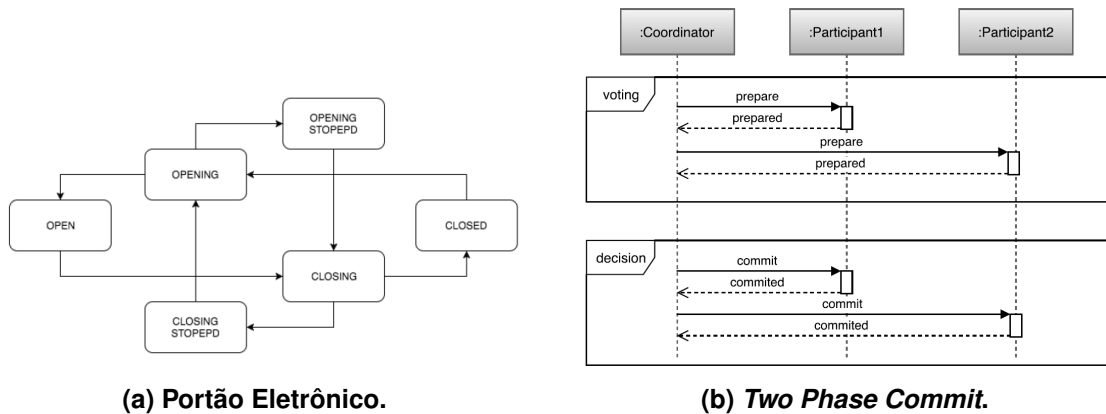 OPENING
STOPEPD
OPENING
OPEN
CLOSED
CLOSING
CLOSING
STOPEPD
(a) Portão Eletrônico.
:Coordinator
:Participant1
:Participant2
voting
prepare
prepared
prepare
prepared
decision
commit
commited
commit
commited
(b) Two Phase Commit.